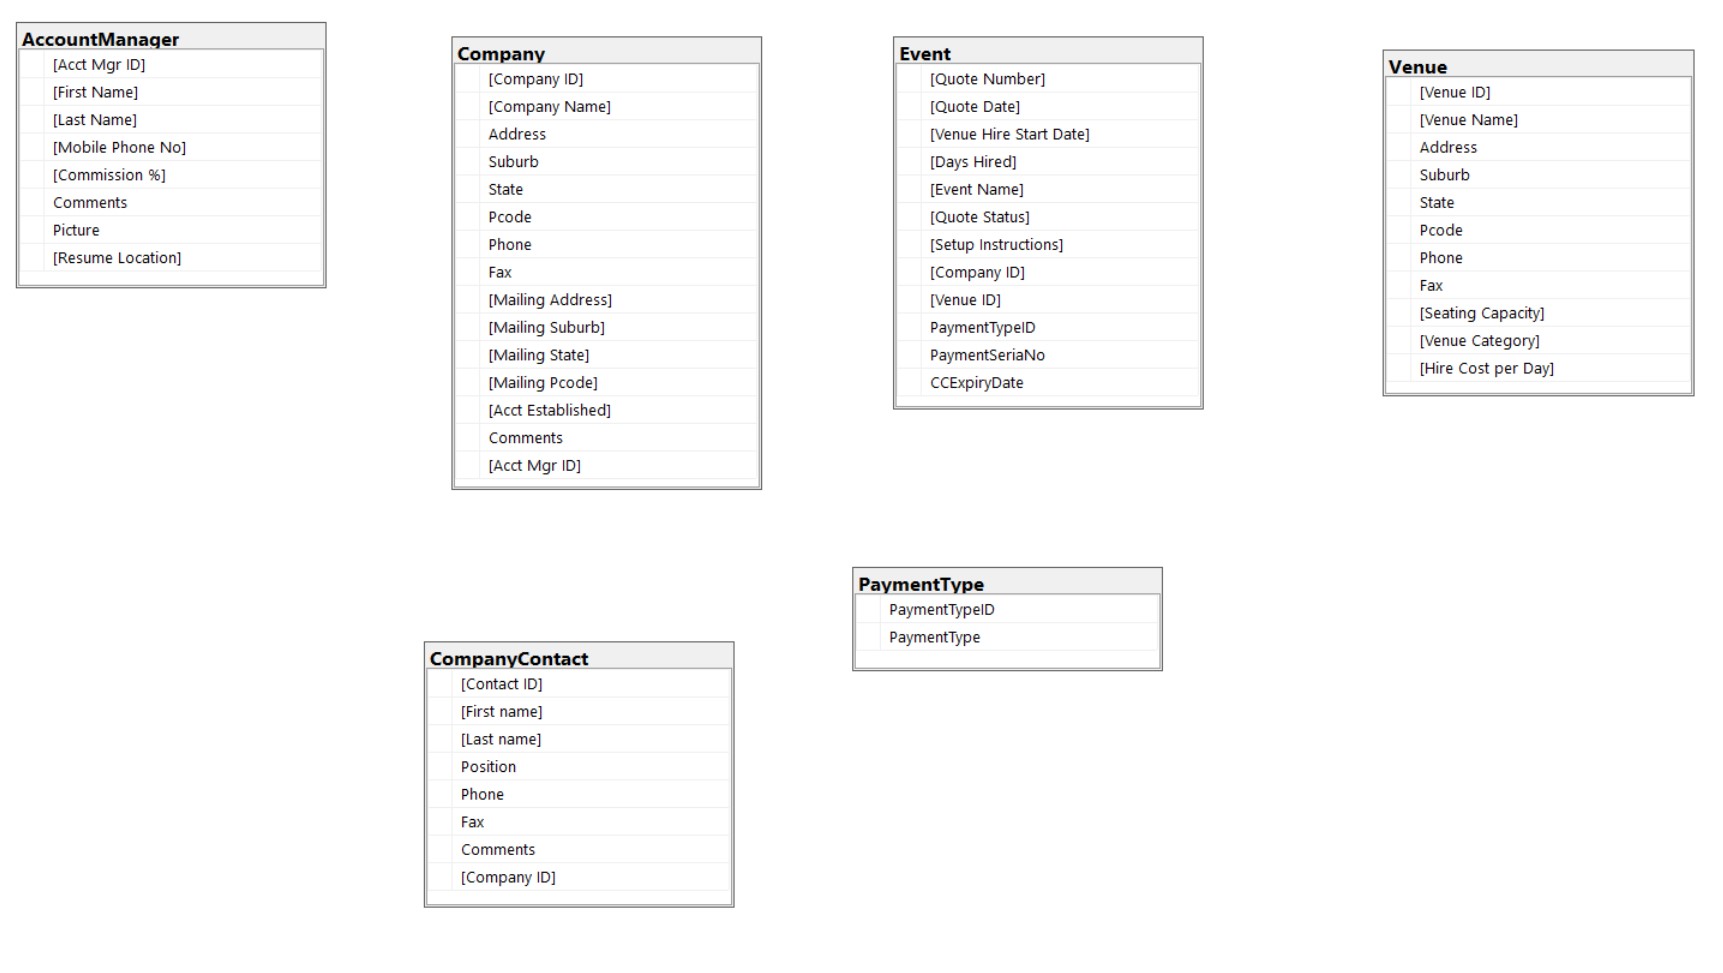 AccountManager
[Acct Mgr ID]
[First Name]
[Last Name]
[Mobile Phone No]
[Commission %]
Comments
Picture
[Resume Location]
Company
[Company ID]
[Company Name]
Address
Suburb
State
Pcode
Phone
Fax
[Mailing Address]
[Mailing Suburb]
[Mailing State]
[Mailing Pcode]
[Acct Established]
Comments
[Acct Mgr ID]
Event
[Quote Number]
[Quote Date]
[Venue Hire Start Date]
[Days Hired]
[Event Name]
[Quote Status]
[Setup Instructions]
[Company ID]
[Venue ID]
PaymentTypeID
PaymentSeriaNo
CCExpiryDate
Venue
[Venue ID]
[Venue Name]
Address
Suburb
State
Pcode
Phone
Fax
[Seating Capacity]
[Venue Category]
[Hire Cost per Day]
PaymentType
PaymentTypeID
PaymentType
CompanyContact
[Contact ID]
[First name]
[Last name]
Position
Phone
Fax
Comments
[Company ID]